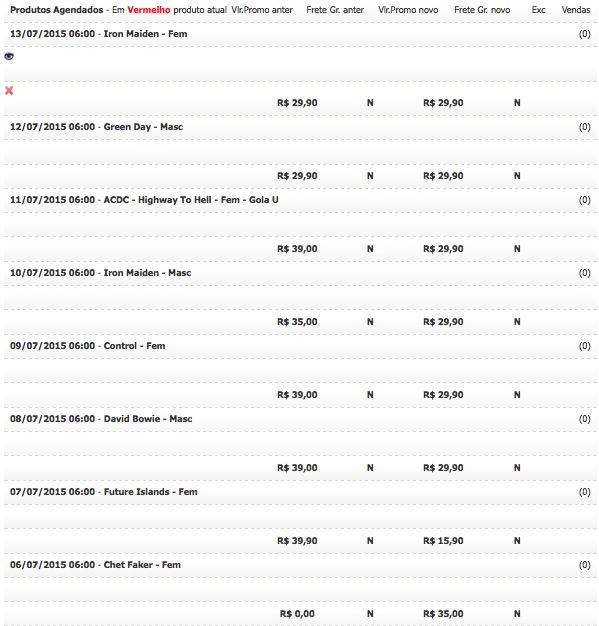 Produtos Agendados - Em Vermelho produto atual Vlr.Promo anter Frete Gr. anter Vlr.Promo novo Frete Gr. novo Exc Vendas
13/07/2015 06:00 - Iron Maiden - Fem (0)
R$ 29,90 N R$ 29,90 N
12/07/2015 06:00 - Green Day - Masc (0)
R$ 29,90 N R$ 29,90 N
11/07/2015 06:00 - ACDC - Highway To Hell - Fem - Gola U (0)
R$ 39,00 N R$ 29,90 N
10/07/2015 06:00 - Iron Maiden - Masc (0)
R$ 35,00 N R$ 29,90 N
09/07/2015 06:00 - Control - Fem (0)
R$ 39,00 N R$ 29,90 N
08/07/2015 06:00 - David Bowie - Masc (0)
R$ 39,00 N R$ 29,90 N
07/07/2015 06:00 - Future Islands - Fem (0)
R$ 39,90 N R$ 15,90 N
06/07/2015 06:00 - Chet Faker - Fem (0)
R$ 0,00 N R$ 35,00 N